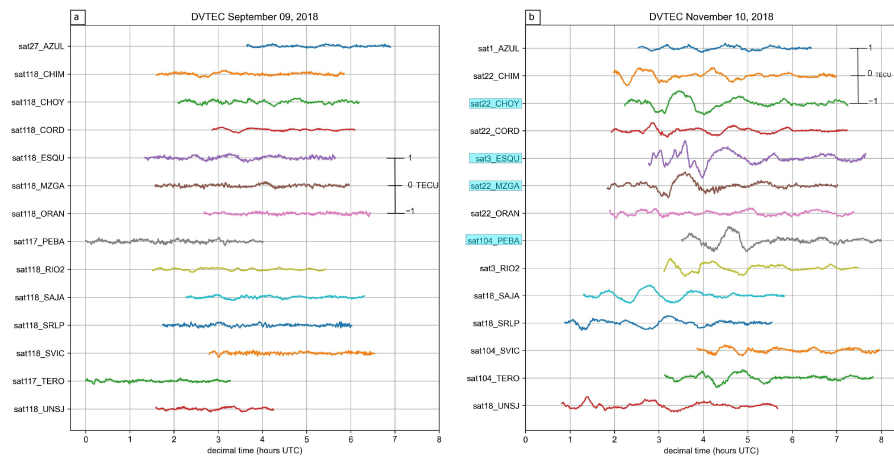 a
DVTEC September 09, 2018
sat27_AZUL
sat118_CHIM
sat118_CHOY
sat118_CORD
sat118_ESQU
sat118_MZGA
sat118_ORAN
sat117_PEBA
sat118_RIO2
sat118_SAJA
sat118_SRLP
sat118_SVIC
sat117_TERO
sat118_UNSJ
1
0 TECU
−1
0 1 2 3 4 5 6 7 8
decimal time (hours UTC)
b
DVTEC November 10, 2018
sat1_AZUL
sat22_CHIM
sat22_CHOY
sat22_CORD
sat3_ESQU
sat22_MZGA
sat22_ORAN
sat104_PEBA
sat3_RIO2
sat18_SAJA
sat18_SRLP
sat104_SVIC
sat104_TERO
sat18_UNSJ
1
0 TECU
−1
0 1 2 3 4 5 6 7 8
decimal time (hours UTC)